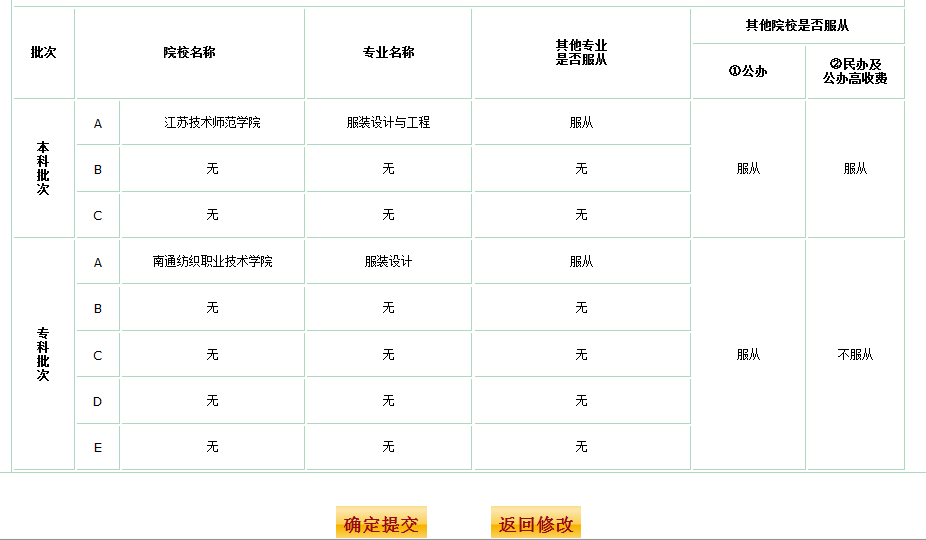 批次 院校名称 专业名称 其他专业
是否服从 其他院校是否服从
①公办 ②民办及
公办高收费
本科批次
A 江苏技术师范学院 服装设计与工程 服从 服从 服从
B 无 无 无
C 无 无 无
专科批次
A 南通纺织职业技术学院 服装设计 服从 服从 不服从
B 无 无 无
C 无 无 无
D 无 无 无
E 无 无 无
确定提交 返回修改